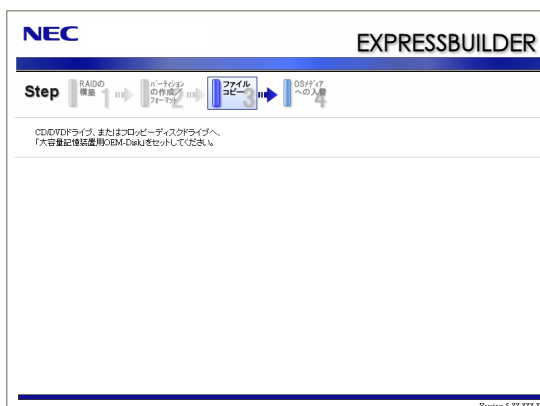 NEC
EXPRESSBUILDER
Step
RAIDの
構築 1
パーティション
の作成/
フォーマット 2
ファイル
コピー 3
OSメディア
への入替 4
CD/DVDドライブ、またはフロッピーディスクドライブへ、
「大容量記憶装置用OEM-Disk」をセットしてください。